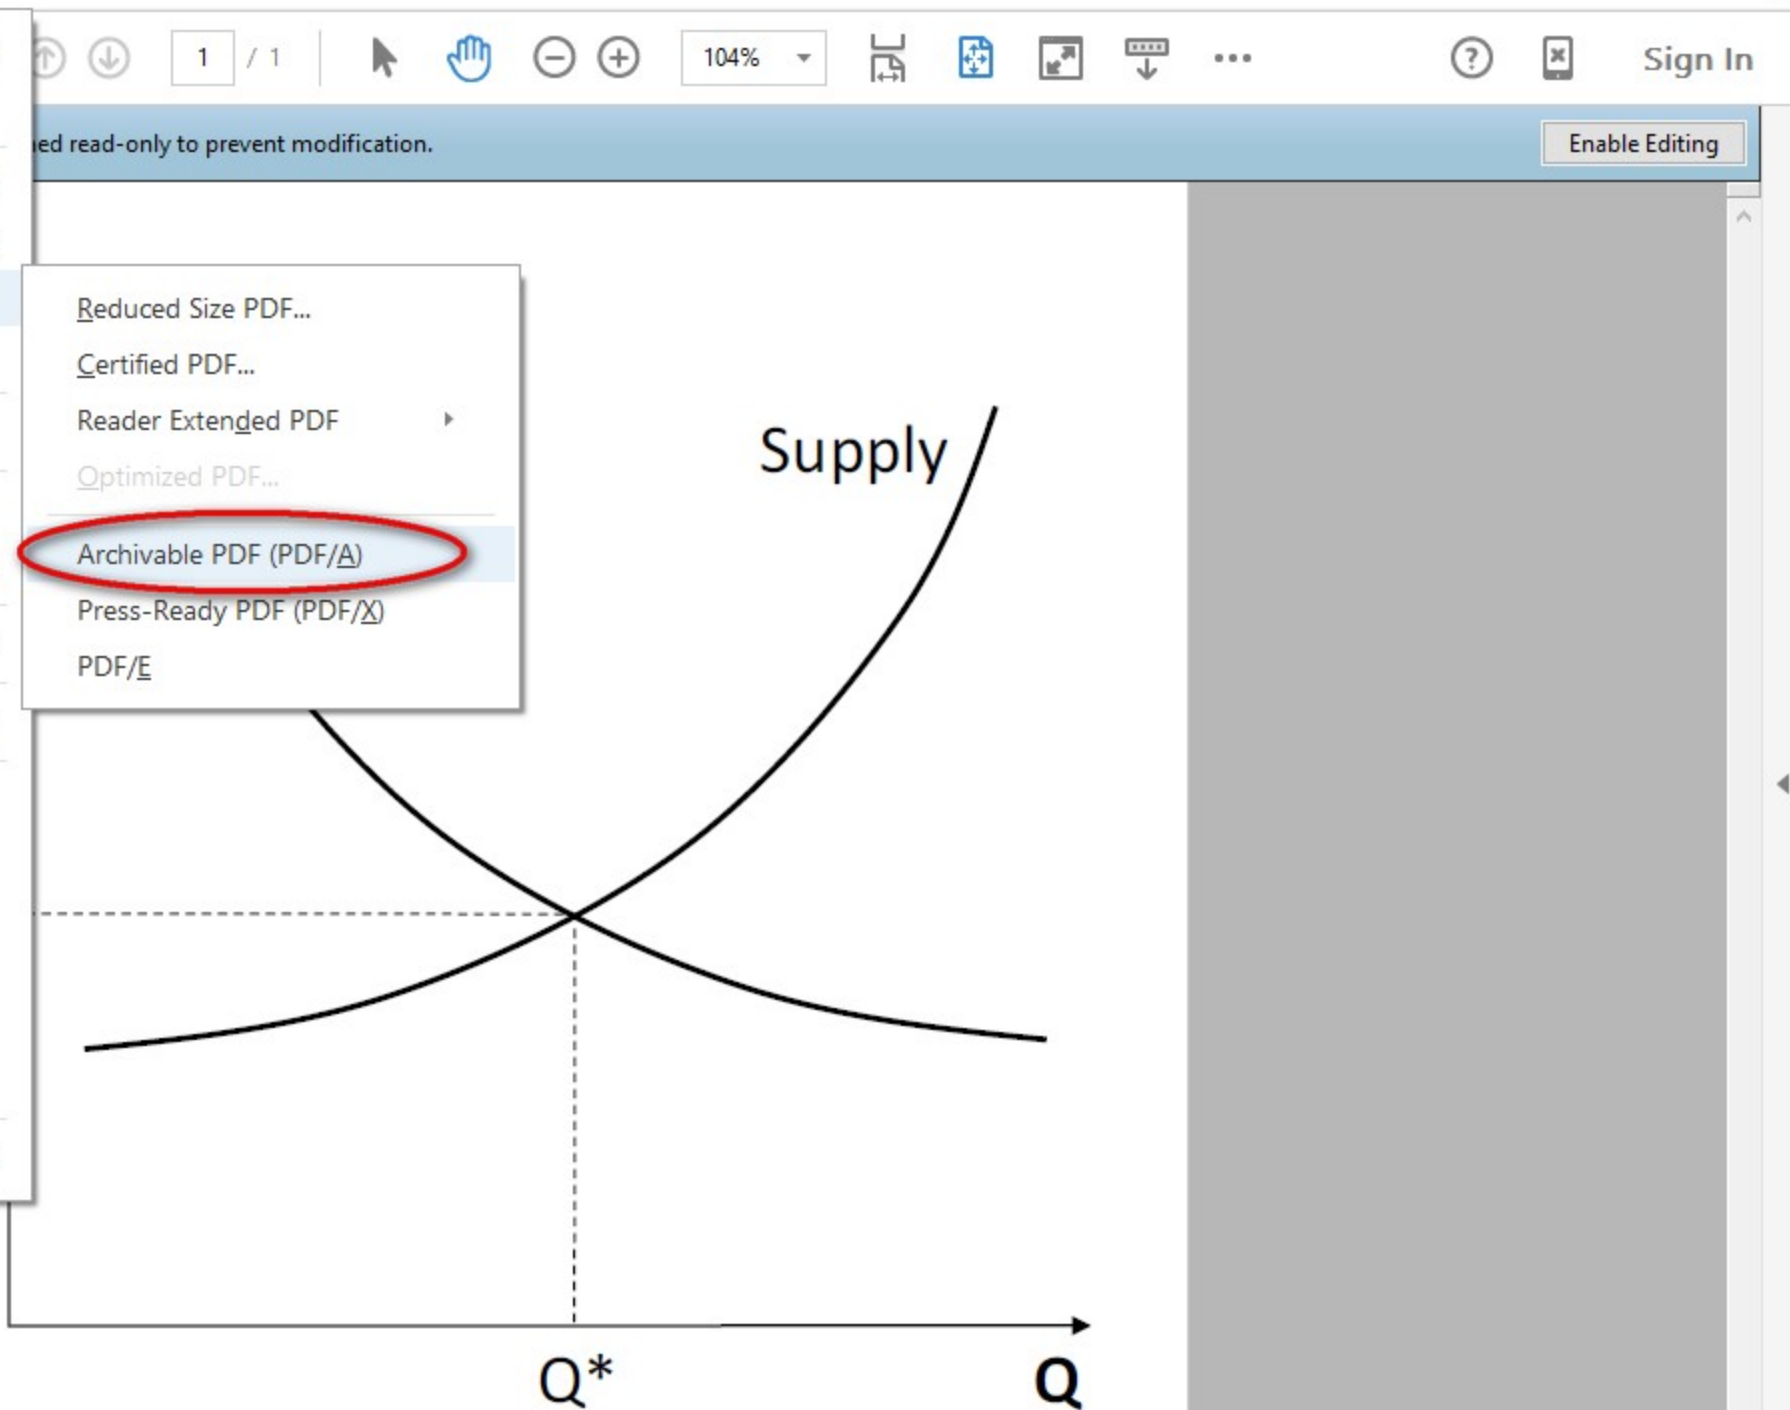 1 / 1 104% Sign In
ned read-only to prevent modification. Enable Editing
Reduced Size PDF...
Certified PDF...
Reader Extended PDF
Optimized PDF...
Archivable PDF (PDF/A)
Press-Ready PDF (PDF/X)
PDF/E
Supply
Q* Q